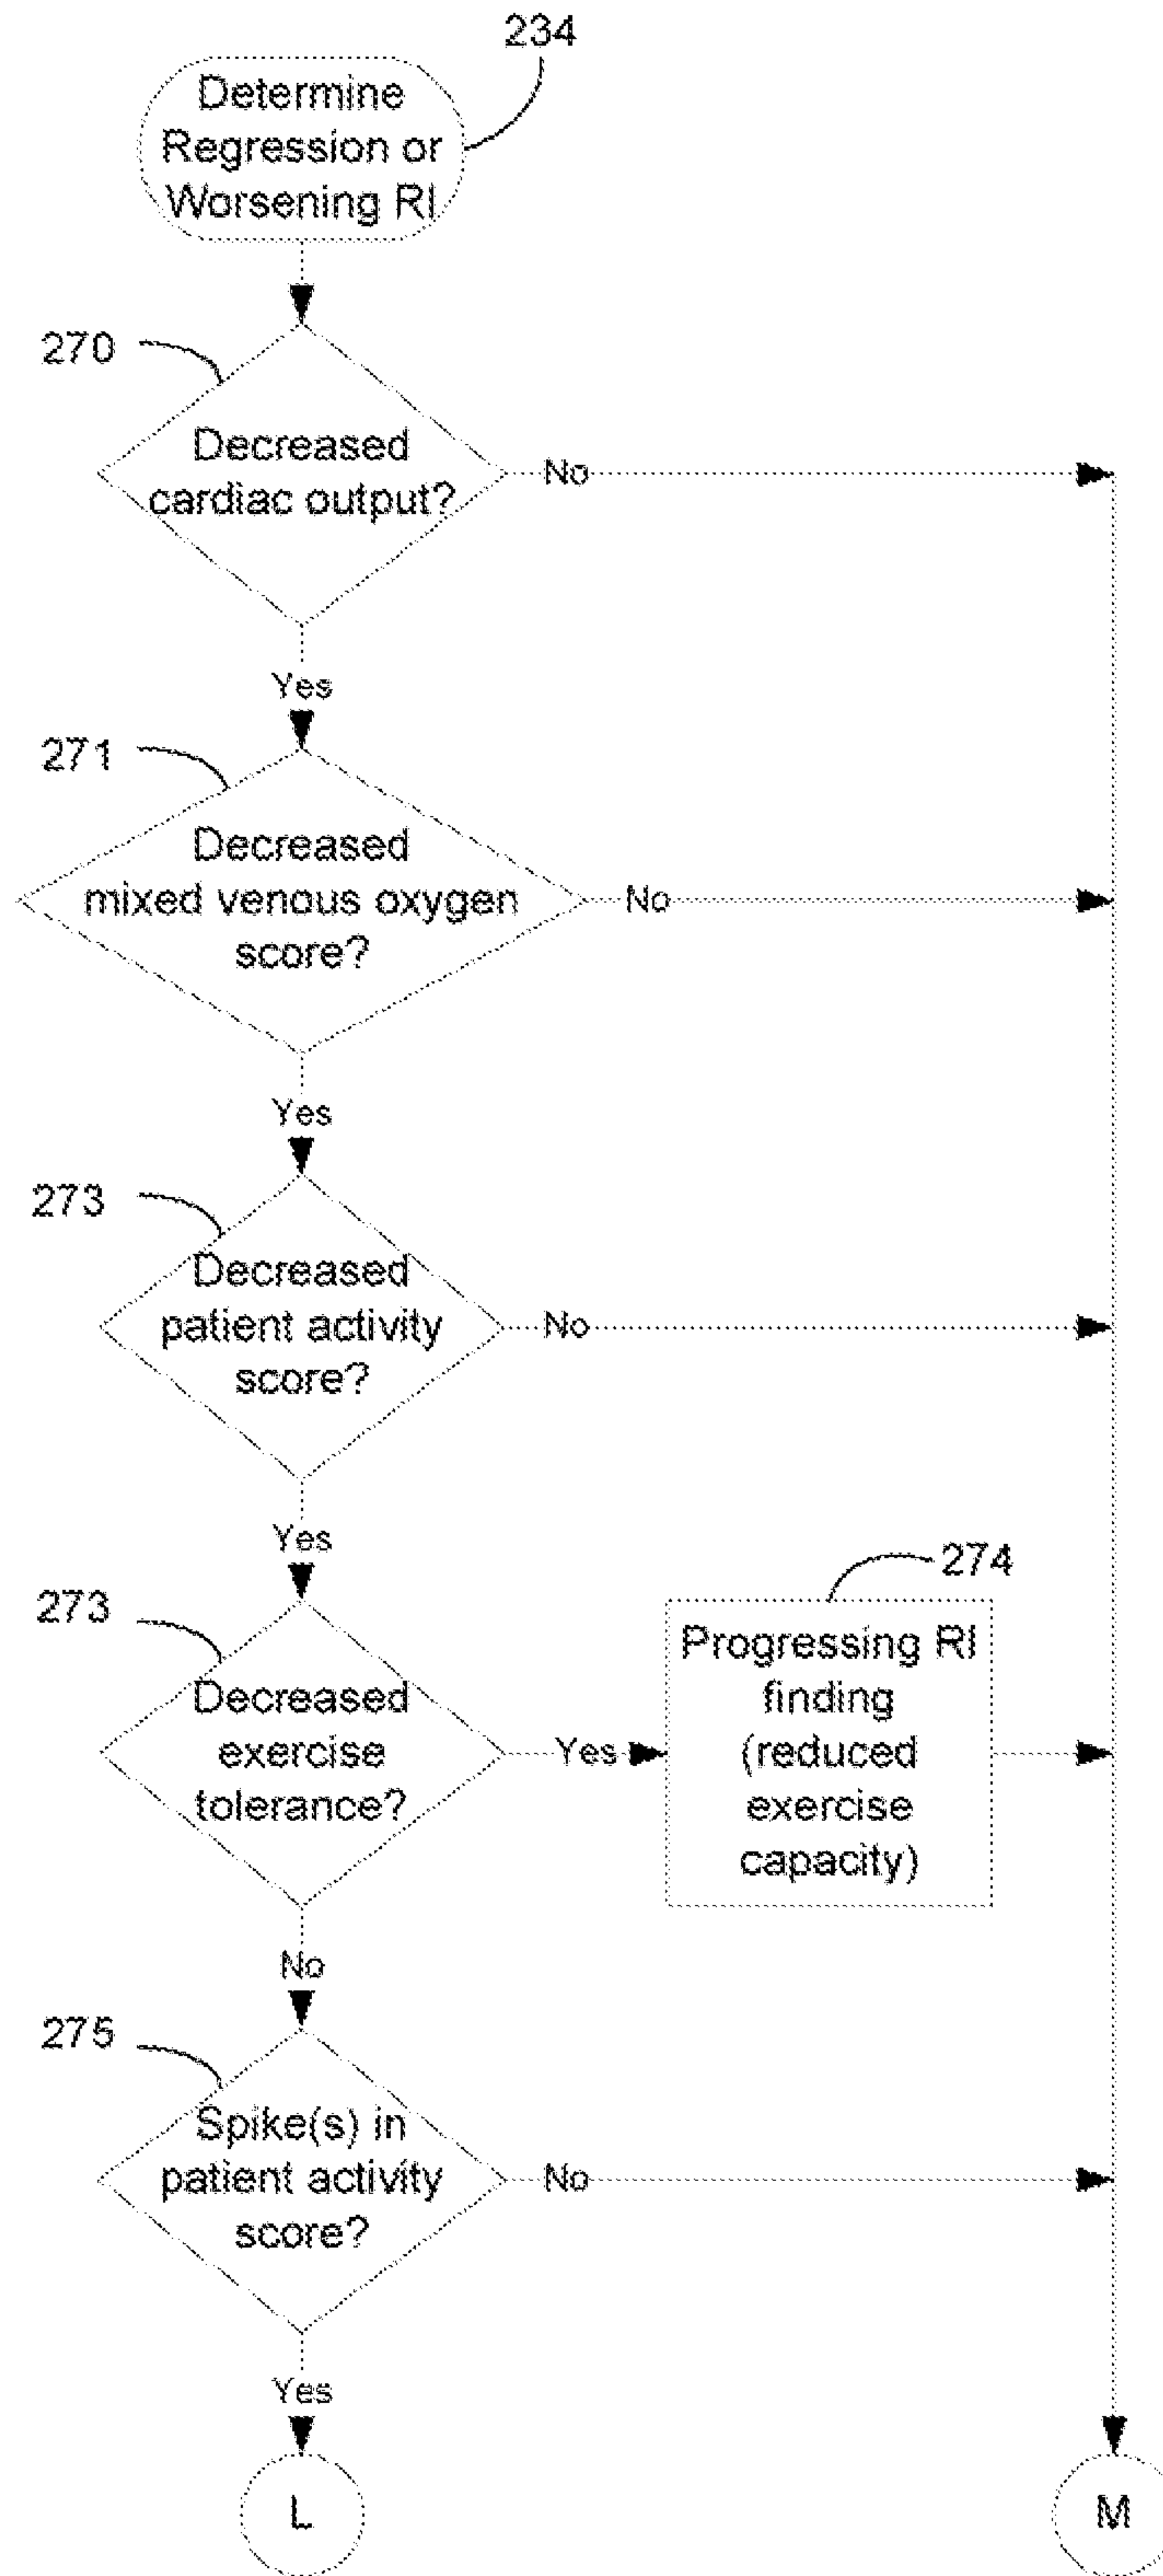 234
Determine
Regression or
Worsening RI
270
Decreased
cardiac output?
No
Yes
271
Decreased
mixed venous oxygen
score?
No
Yes
273
Decreased
patient activity
score?
No
Yes
273
Decreased
exercise
tolerance?
Yes
274
Progressing RI
finding
(reduced
exercise
capacity)
No
275
Spike(s) in
patient activity
score?
No
Yes
L
M